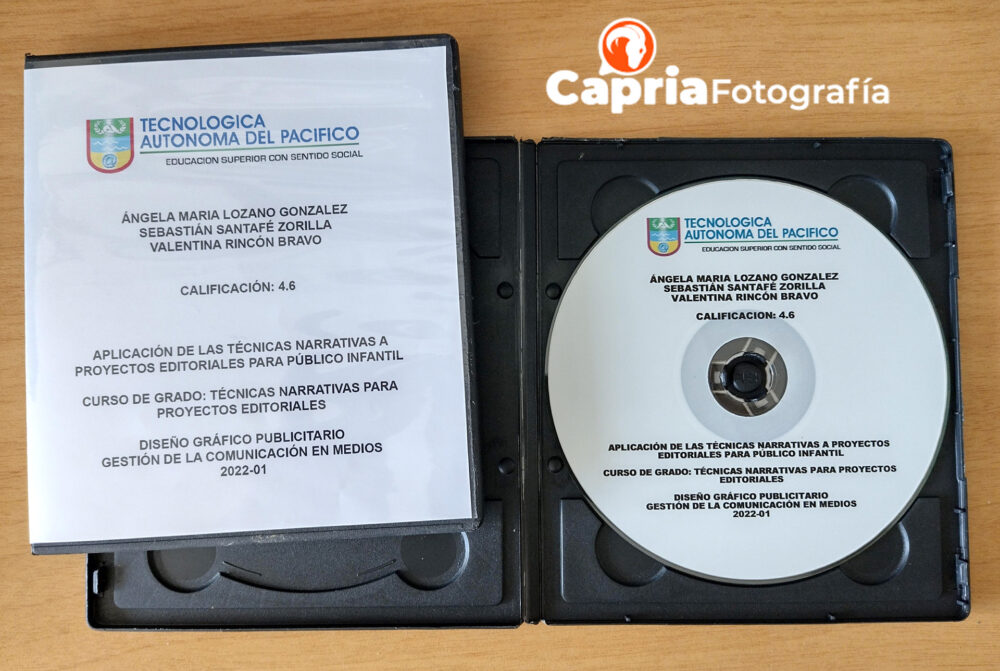 Capria Fotografía
TECNOLOGICA
AUTONOMA DEL PACIFICO
EDUCACION SUPERIOR CON SENTIDO SOCIAL
ÁNGELA MARIA LOZANO GONZALEZ
SEBASTIÁN SANTAFÉ ZORILLA
VALENTINA RINCÓN BRAVO
CALIFICACIÓN: 4.6
APLICACIÓN DE LAS TÉCNICAS NARRATIVAS A
PROYECTOS EDITORIALES PARA PÚBLICO INFANTIL
CURSO DE GRADO: TÉCNICAS NARRATIVAS PARA
PROYECTOS EDITORIALES
DISEÑO GRÁFICO PUBLICITARIO
GESTIÓN DE LA COMUNICACIÓN EN MEDIOS
2022-01
TECNOLOGICA
AUTONOMA DEL PACIFICO
EDUCACION SUPERIOR CON SENTIDO SOCIAL
ÁNGELA MARIA LOZANO GONZALEZ
SEBASTIÁN SANTAFÉ ZORILLA
VALENTINA RINCÓN BRAVO
CALIFICACION: 4.6
APLICACIÓN DE LAS TÉCNICAS NARRATIVAS A PROYECTOS
EDITORIALES PARA PÚBLICO INFANTIL
CURSO DE GRADO: TÉCNICAS NARRATIVAS PARA PROYECTOS
EDITORIALES
DISEÑO GRÁFICO PUBLICITARIO
GESTIÓN DE LA COMUNICACIÓN EN MEDIOS
2022-01